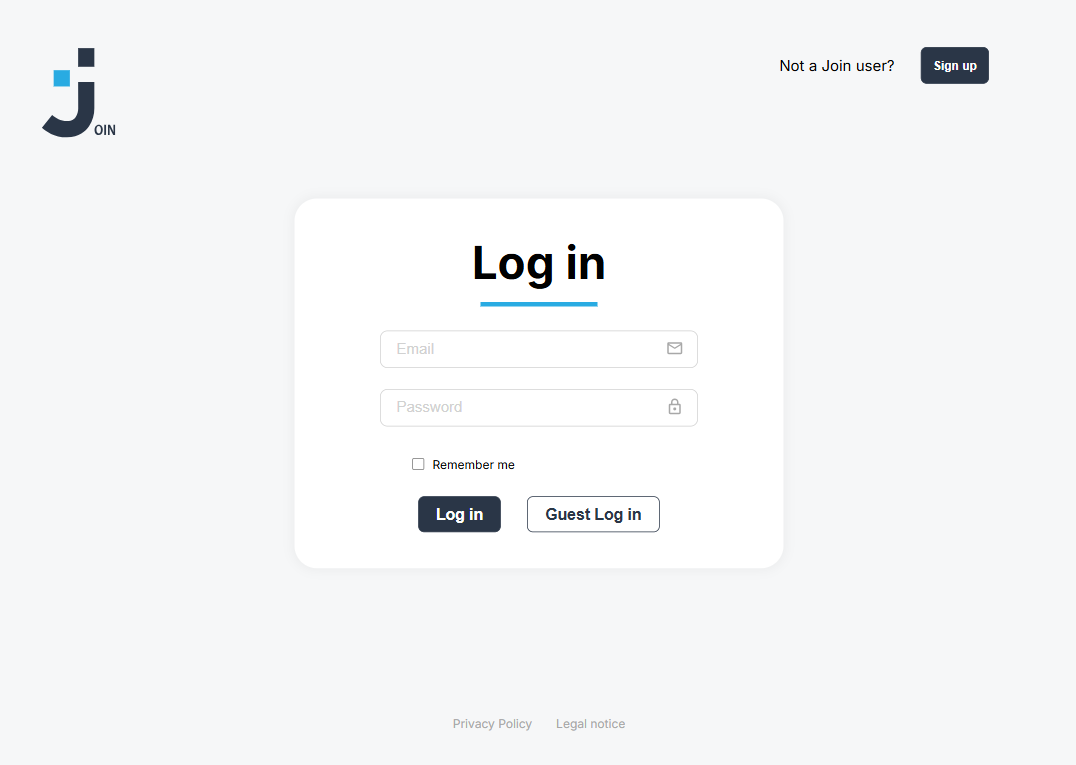 JOIN
Not a Join user?
Sign up
Log in
Email
Password
Remember me
Log in
Guest Log in
Privacy Policy
Legal notice